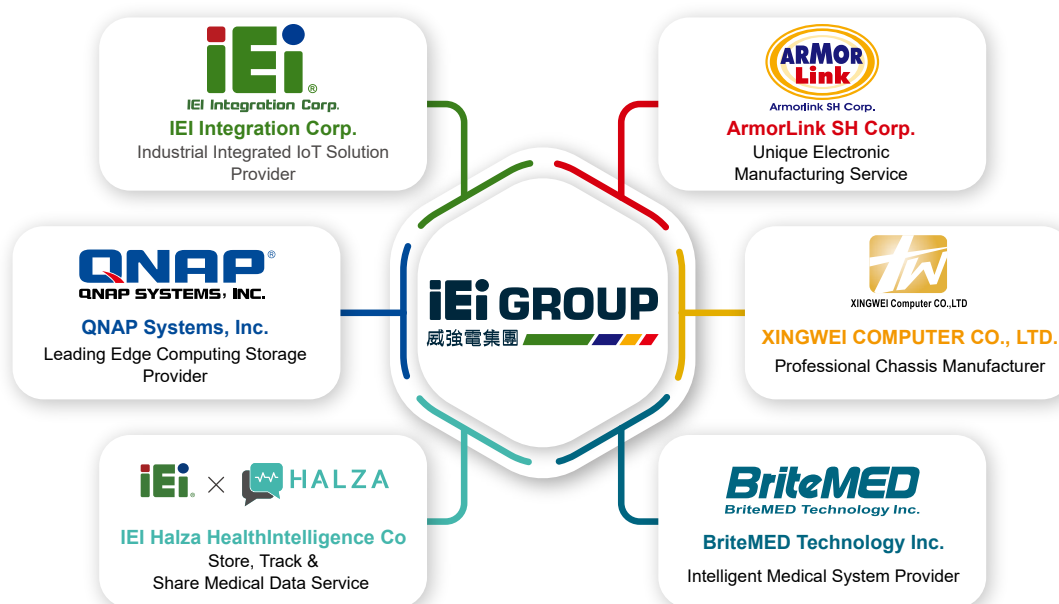 iEi®
IEI Integration Corp.
IEI Integration Corp.
Industrial Integrated IoT Solution
Provider
ARMOR
Link
Armorlink SH Corp.
ArmorLink SH Corp.
Unique Electronic
Manufacturing Service
QNAP®
QNAP SYSTEMS, INC.
QNAP Systems, Inc.
Leading Edge Computing Storage
Provider
iEi GROUP
威強電集團
TW
XINGWEI Computer CO.,LTD
XINGWEI COMPUTER CO., LTD.
Professional Chassis Manufacturer
iEi® × HALZA
IEI Halza HealthIntelligence Co
Store, Track &
Share Medical Data Service
BriteMED
BriteMED Technology Inc.
BriteMED Technology Inc.
Intelligent Medical System Provider